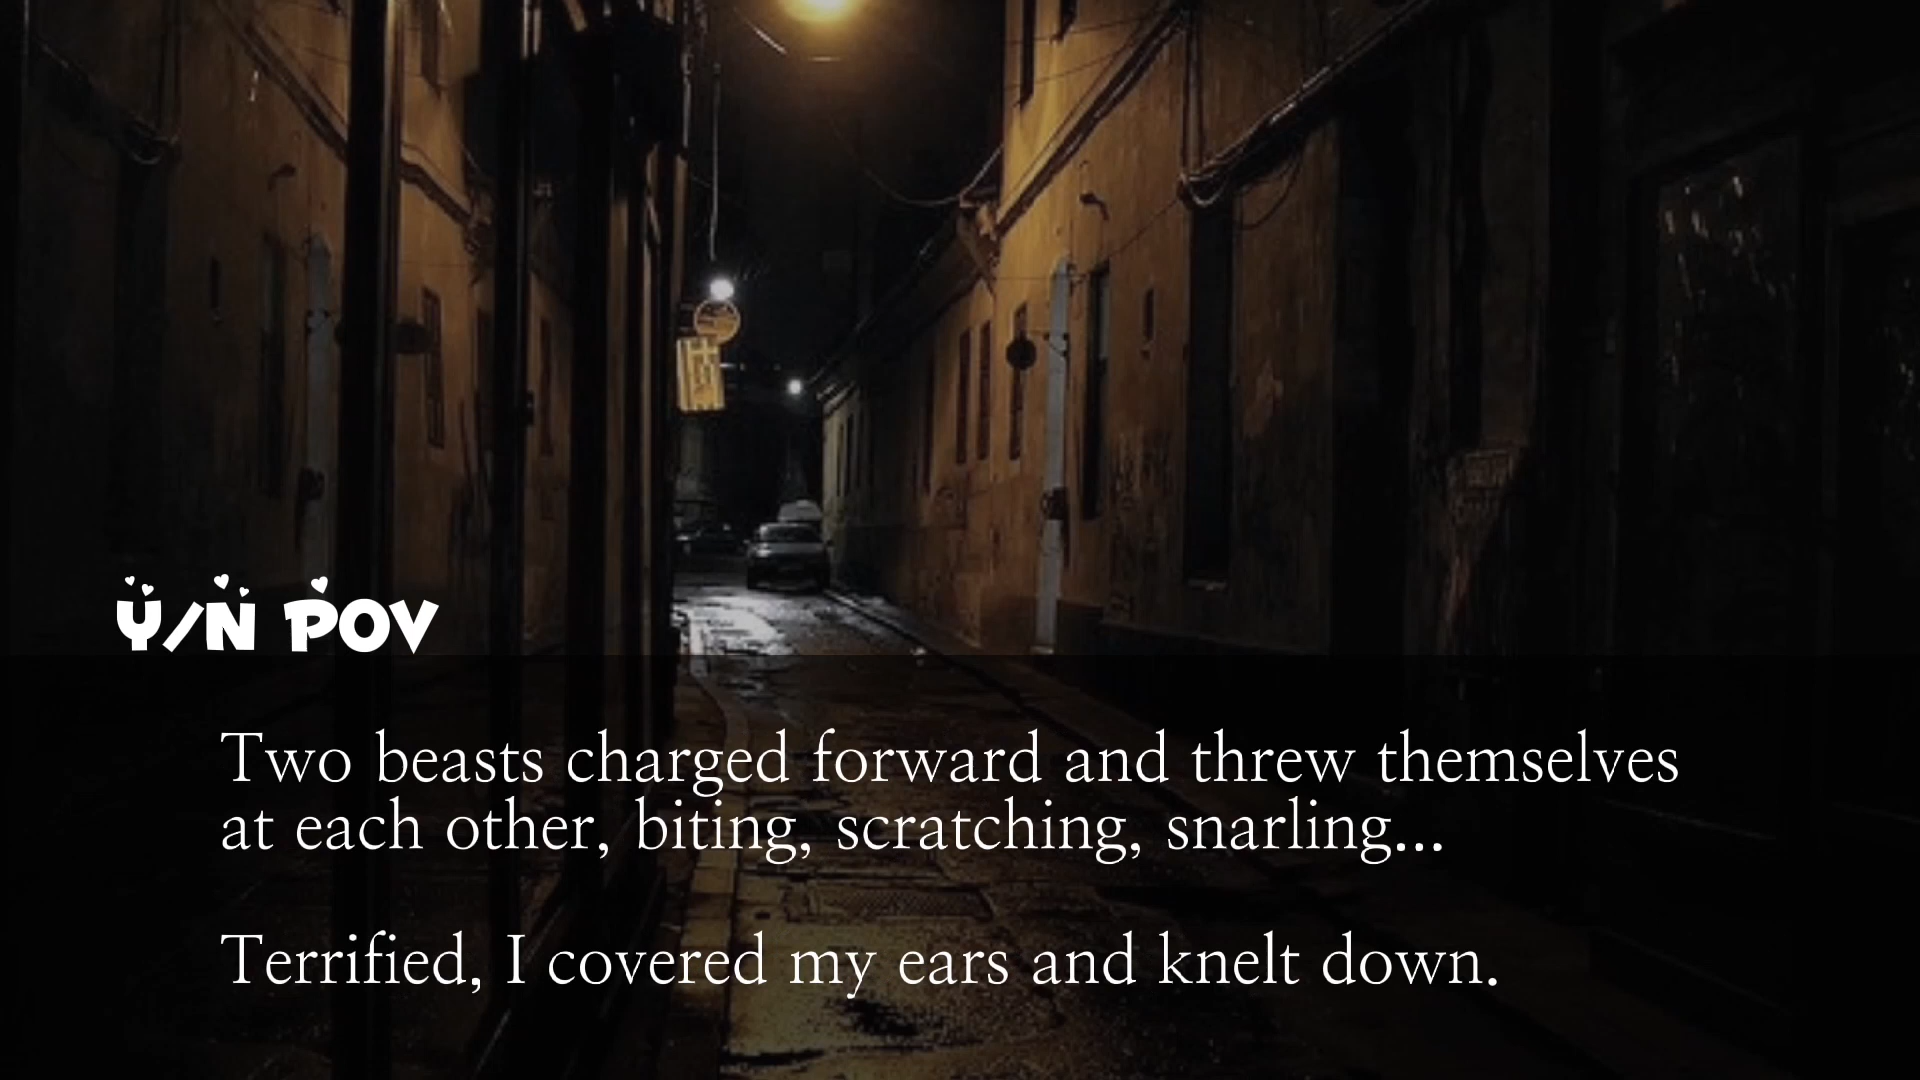 Y/N POV
Two beasts charged forward and threw themselves
at each other, biting, scratching, snarling...
Terrified, I covered my ears and knelt down.